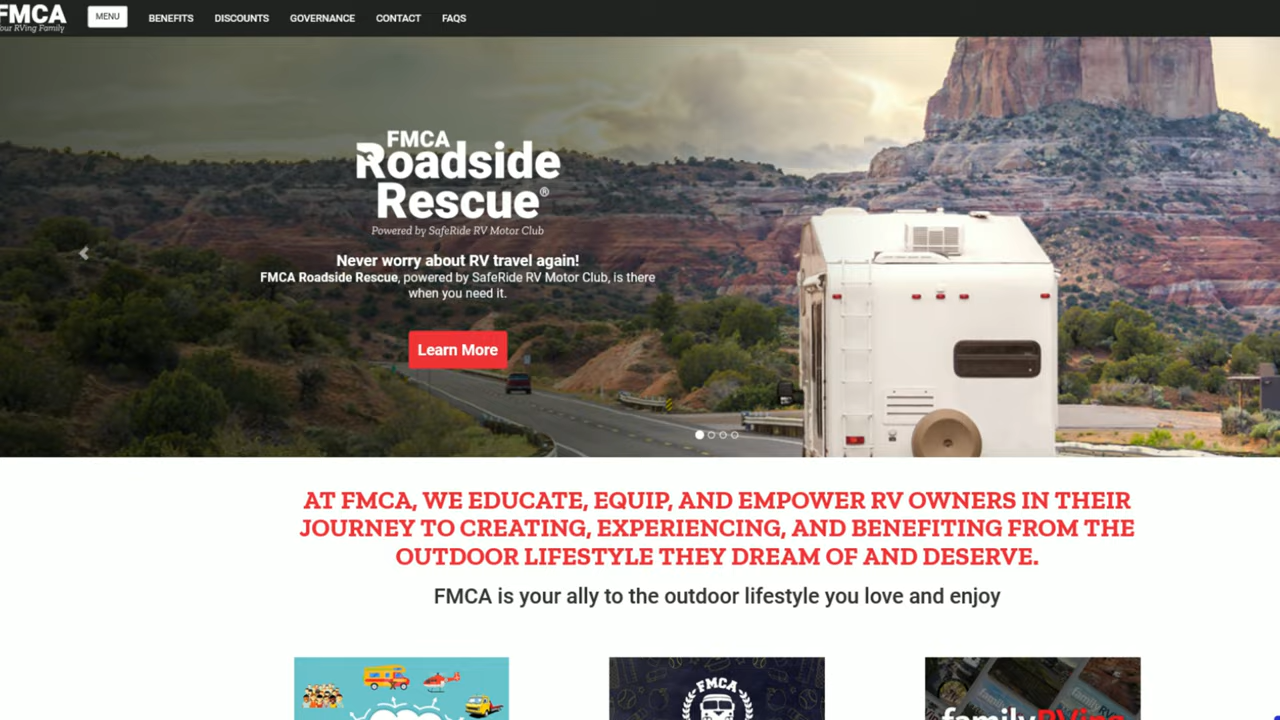 FMCA
MENU
BENEFITS
DISCOUNTS
GOVERNANCE
CONTACT
FAQS
our RVing Family
FMCA
Roadside
Rescue®
Powered by SafeRide RV Motor Club
Never worry about RV travel again!
FMCA Roadside Rescue, powered by SafeRide RV Motor Club, is there
when you need it.
Learn More
AT FMCA, WE EDUCATE, EQUIP, AND EMPOWER RV OWNERS IN THEIR
JOURNEY TO CREATING, EXPERIENCING, AND BENEFITING FROM THE
OUTDOOR LIFESTYLE THEY DREAM OF AND DESERVE.
FMCA is your ally to the outdoor lifestyle you love and enjoy
FMCA
familyRVing